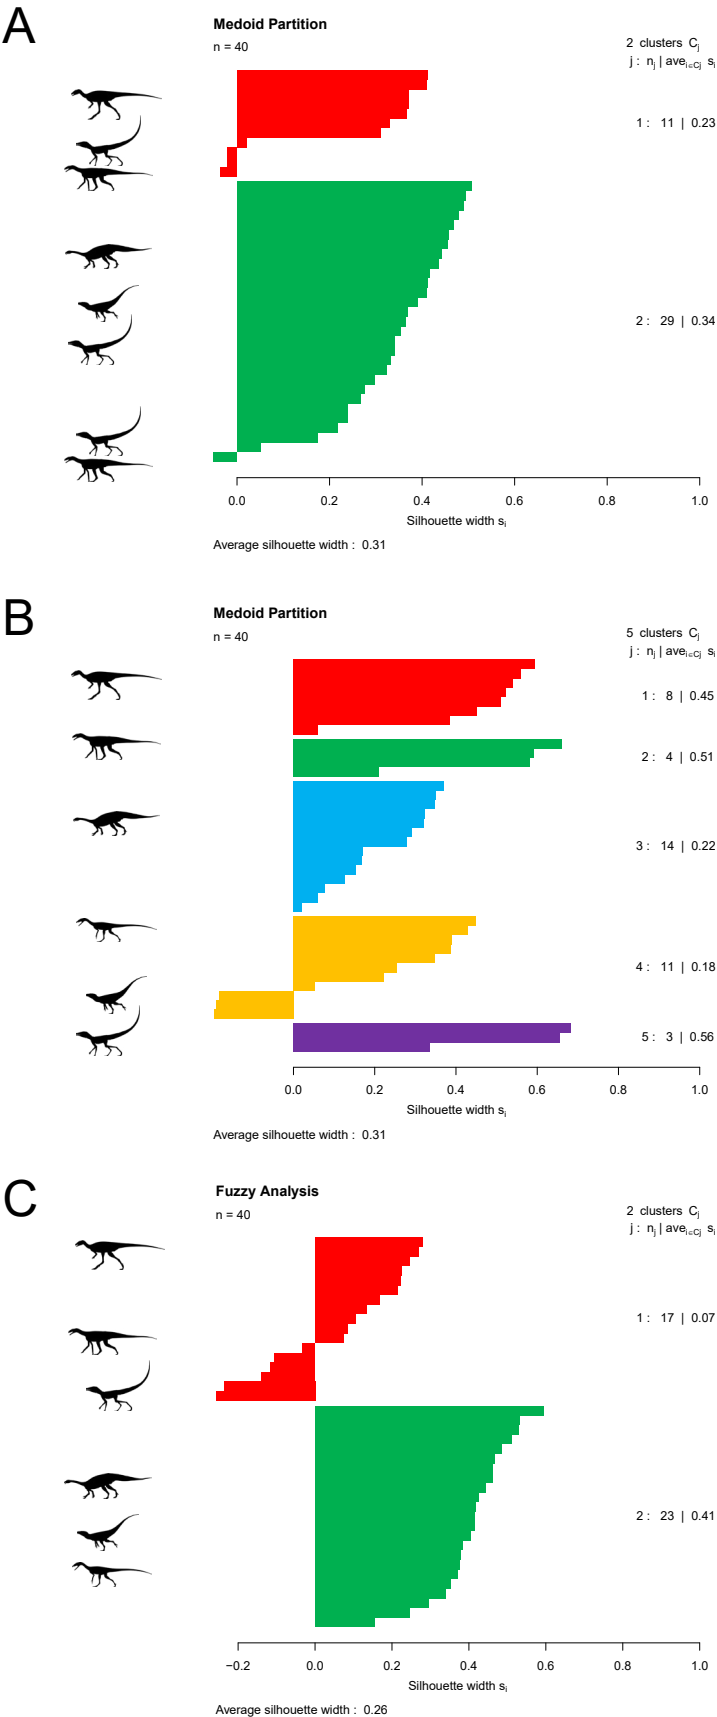 A
Medoid Partition
n = 40
2 clusters Cj
j : nj | avei∈Cj si
1 : 11 | 0.23
2 : 29 | 0.34
0.0 0.2 0.4 0.6 0.8 1.0
Silhouette width si
Average silhouette width : 0.31
B
Medoid Partition
n = 40
5 clusters Cj
j : nj | avei∈Cj si
1 : 8 | 0.45
2 : 4 | 0.51
3 : 14 | 0.22
4 : 11 | 0.18
5 : 3 | 0.56
0.0 0.2 0.4 0.6 0.8 1.0
Silhouette width si
Average silhouette width : 0.31
C
Fuzzy Analysis
n = 40
2 clusters Cj
j : nj | avei∈Cj si
1 : 17 | 0.07
2 : 23 | 0.41
−0.2 0.0 0.2 0.4 0.6 0.8 1.0
Silhouette width si
Average silhouette width : 0.26